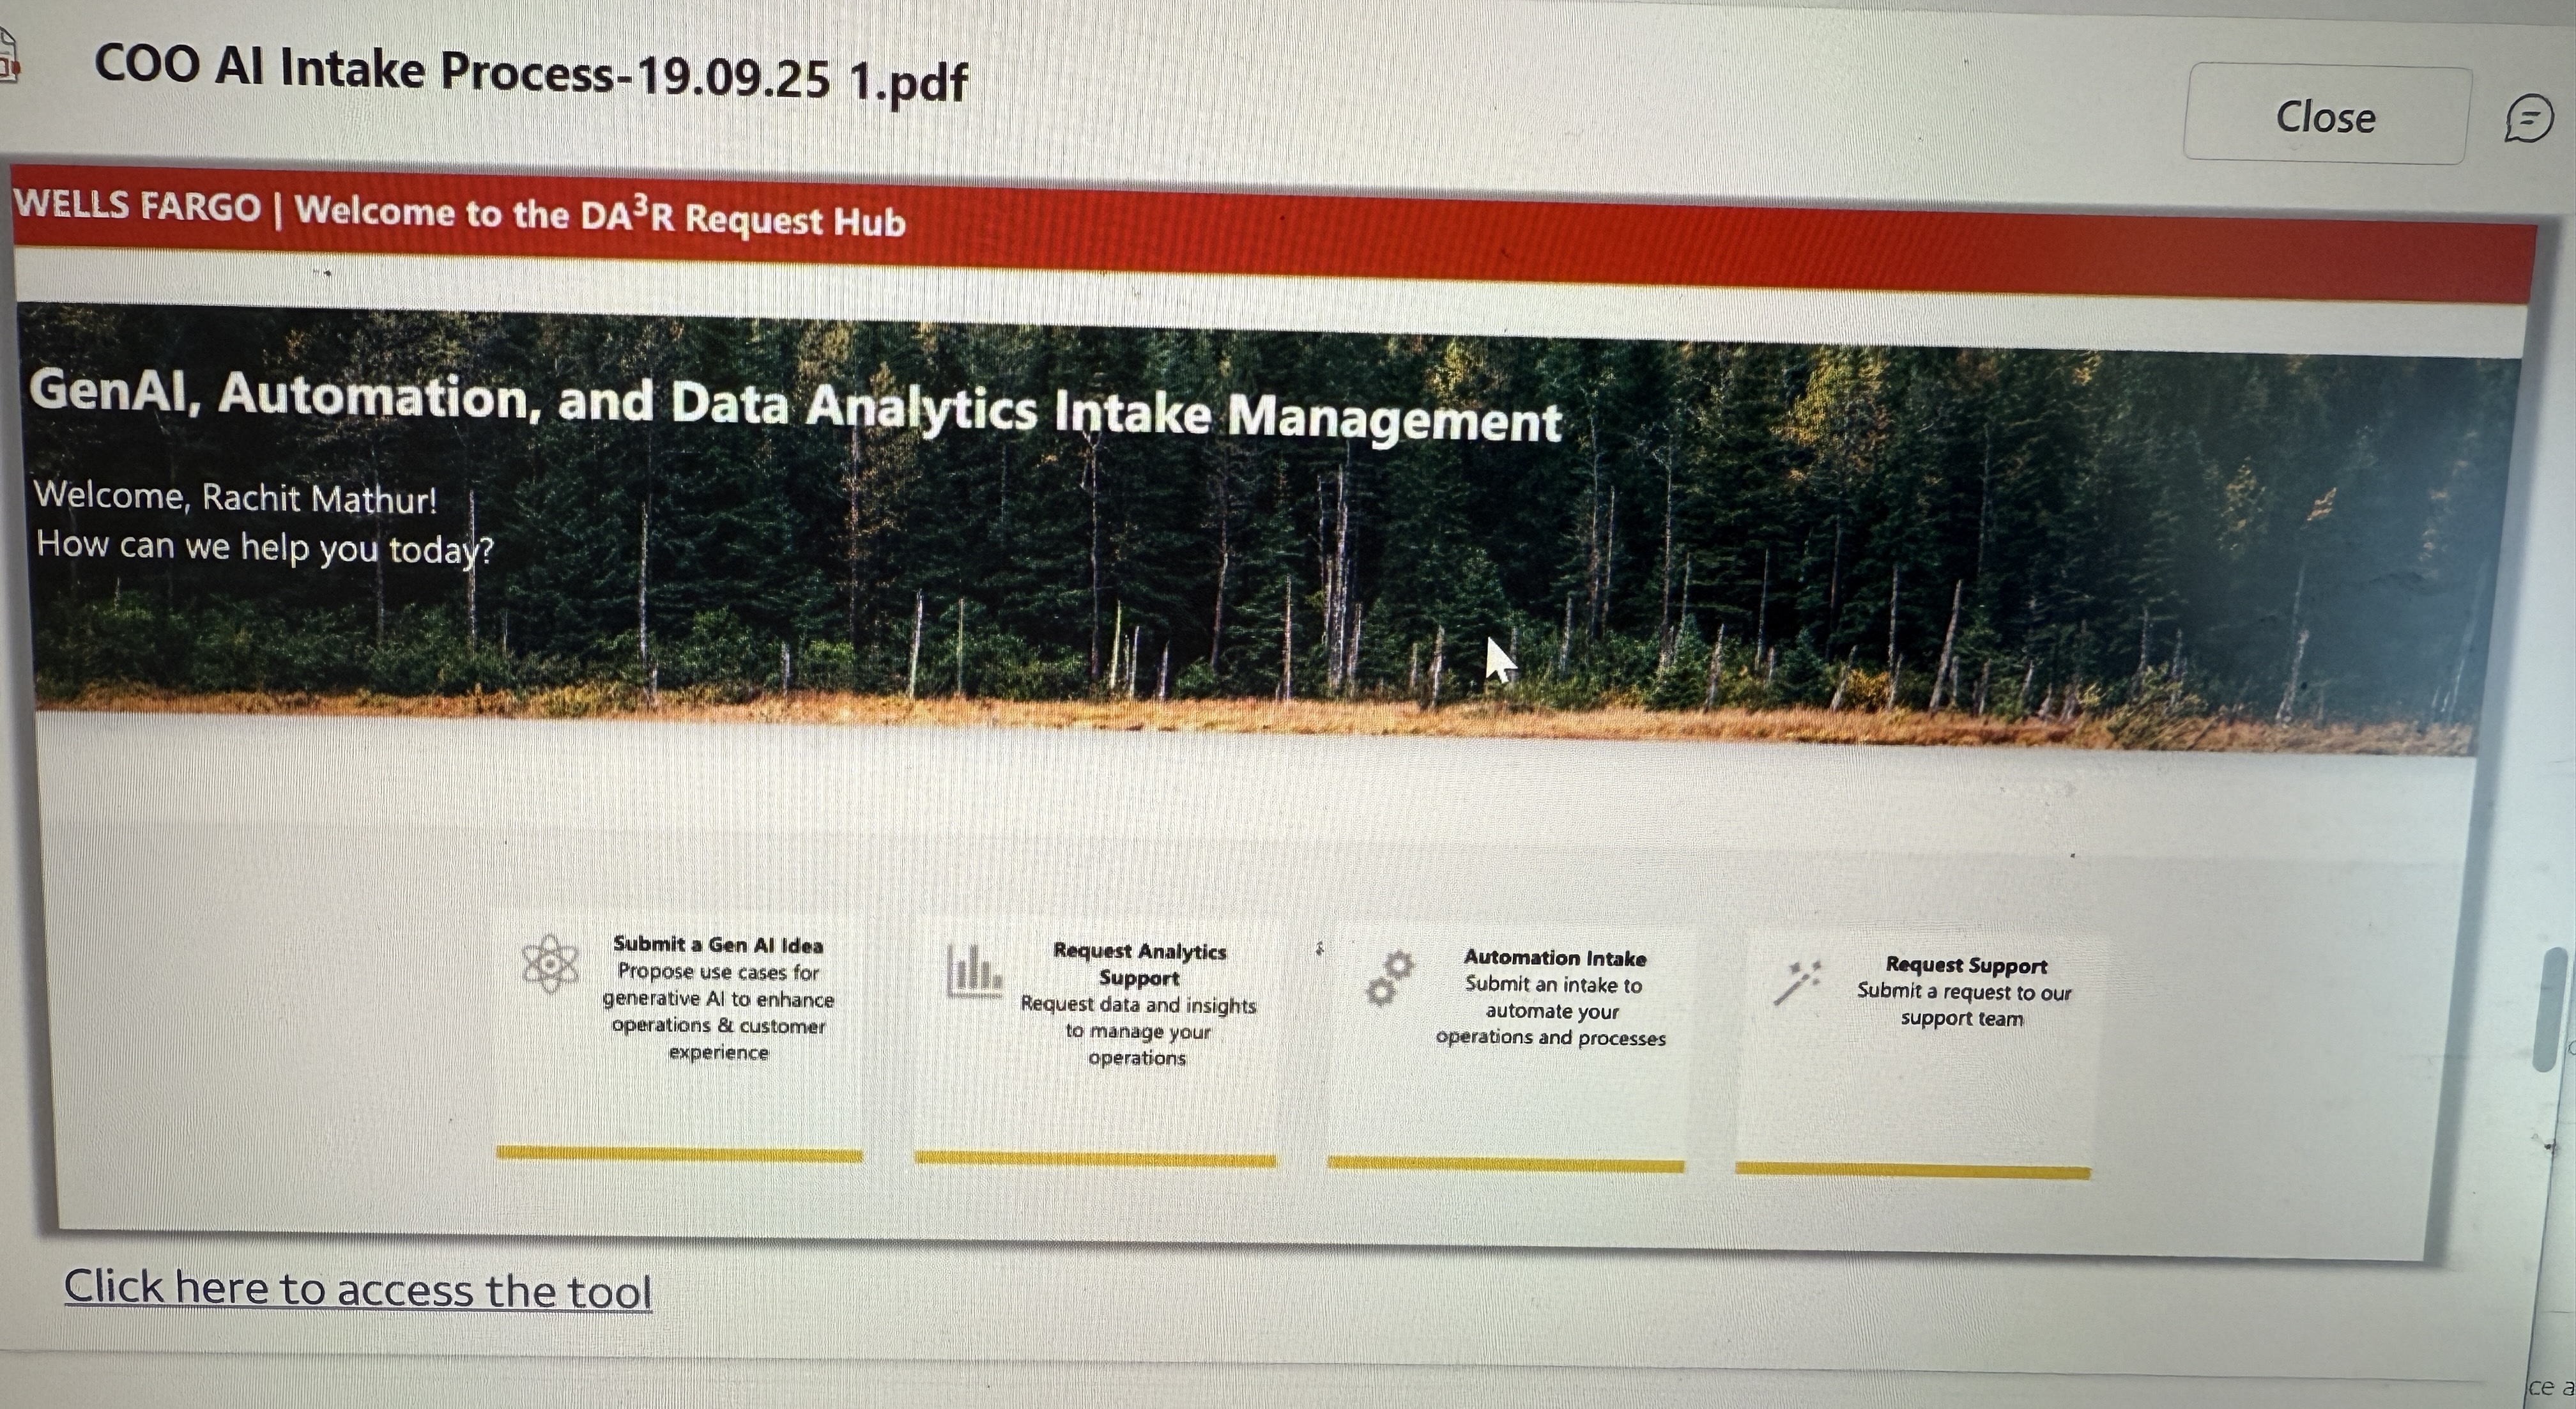 COO AI Intake Process-19.09.25 1.pdf
Close
WELLS FARGO | Welcome to the DA³R Request Hub
GenAI, Automation, and Data Analytics Intake Management
Welcome, Rachit Mathur!
How can we help you today?
Submit a Gen AI Idea
Propose use cases for
generative AI to enhance
operations & customer
experience
Request Analytics
Support
Request data and insights
to manage your
operations
Automation Intake
Submit an intake to
automate your
operations and processes
Request Support
Submit a request to our
support team
Click here to access the tool